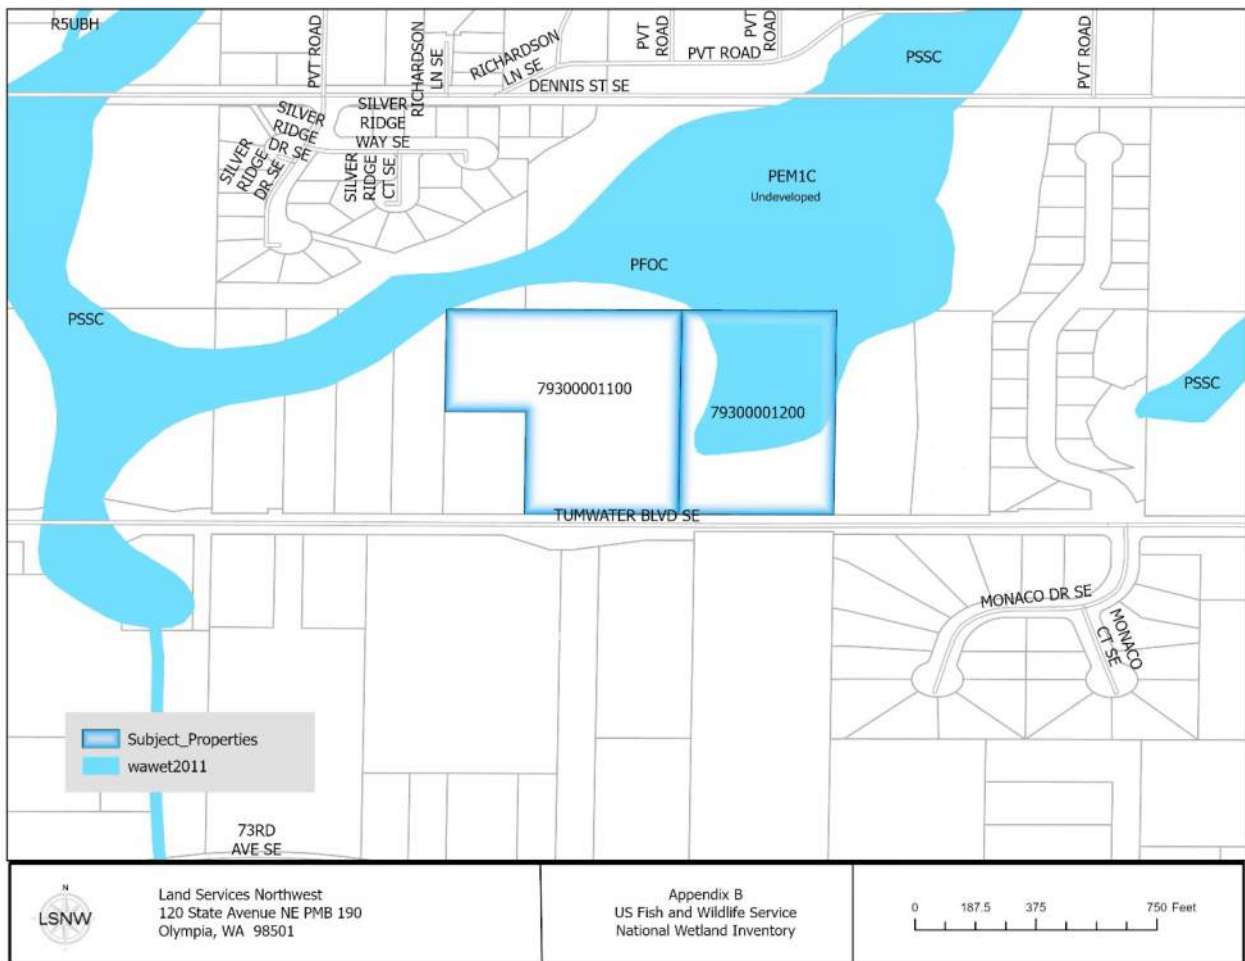 R5UBH
PVT ROAD
RICHARDSON
LN SE
RICHARDSON
LN SE
PVT
ROAD
PVT
ROAD
PVT ROAD
PSSC
PVT ROAD
DENNIS ST SE
SILVER
RIDGE
DR SE
SILVER
RIDGE
WAY SE
SILVER
RIDGE
DR SE
SILVER
RIDGE
CT SE
PEM1C
Undeveloped
PFOC
PSSC
79300001100
79300001200
PSSC
TUMWATER BLVD SE
MONACO DR SE
MONACO
CT SE
Subject_Properties
wawet2011
73RD
AVE SE
N
LSNW
Land Services Northwest
120 State Avenue NE PMB 190
Olympia, WA 98501
Appendix B
US Fish and Wildlife Service
National Wetland Inventory
0 187.5 375 750 Feet